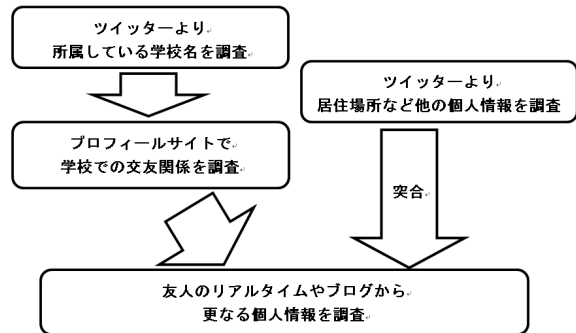 ツイッターより
所属している学校名を調査
ツイッターより
居住場所など他の個人情報を調査
プロフィールサイトで
学校での交友関係を調査
突合
友人のリアルタイムやブログから
更なる個人情報を調査